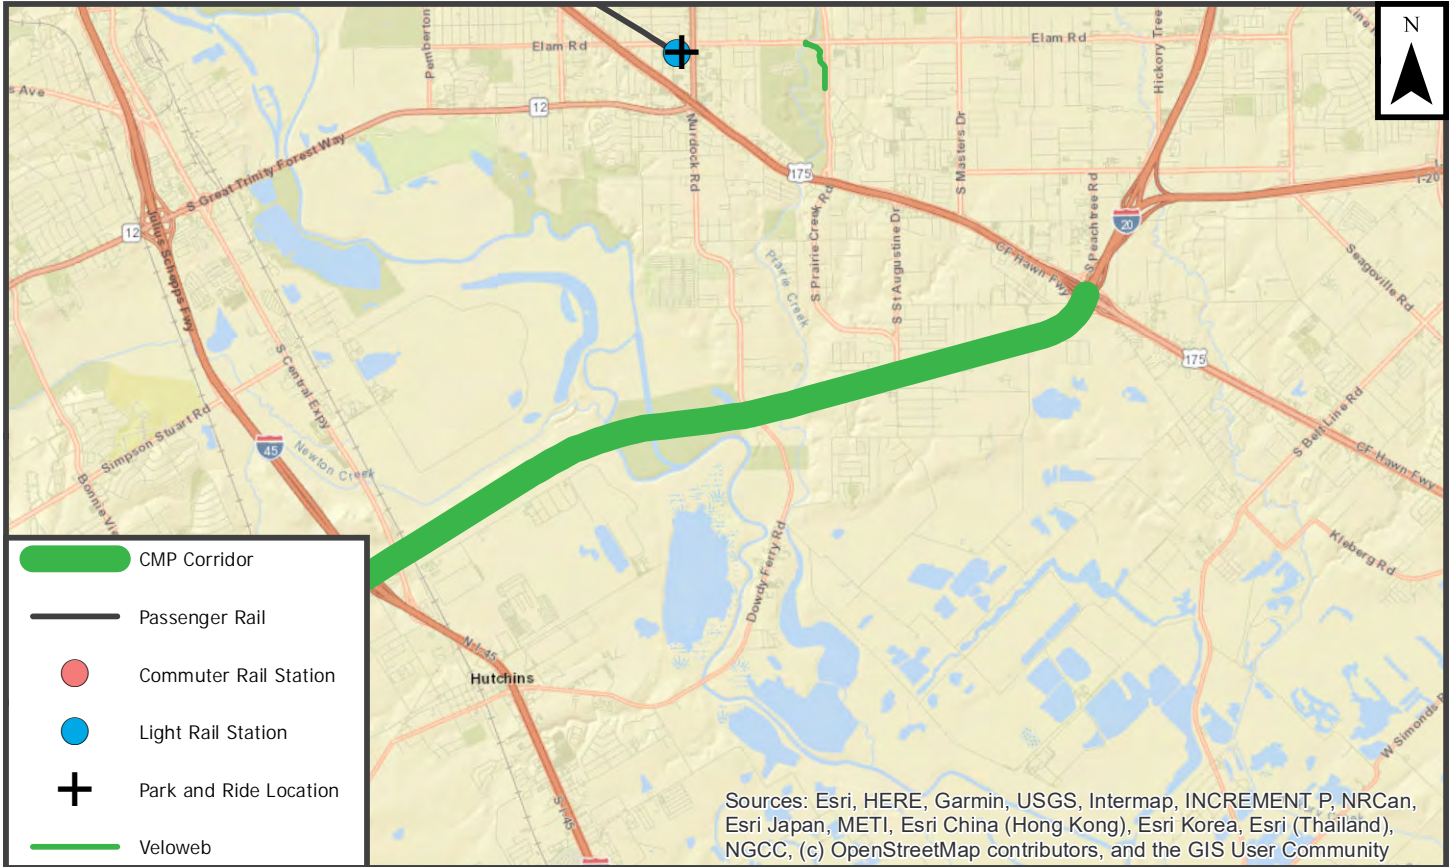 Pemberton
Elam Rd
Elam Rd
Hickory Tree
N
s Ave
12
Murdock Rd
S Masters Dr
S Great Trinity Forest Way
175
I-20
12
Julius Schepps Fwy
S Prairie Creek Rd
S St Augustine Dr
S Peachtree Rd
20
CF Hawn Fwy
Seagoville Rd
Prairie Creek
175
S Central Expy
Simpson Stuart Rd
45
Newton Creek
S Belt Line Rd
CF Hawn Fwy
Bonnie Vie
Kleberg Rd
Dowdy Ferry Rd
N I-45
Hutchins
W Simonds R
S I-45
CMP Corridor
Passenger Rail
Commuter Rail Station
Light Rail Station
Park and Ride Location
Veloweb
Sources: Esri, HERE, Garmin, USGS, Intermap, INCREMENT P, NRCan,
Esri Japan, METI, Esri China (Hong Kong), Esri Korea, Esri (Thailand),
NGCC, (c) OpenStreetMap contributors, and the GIS User Community